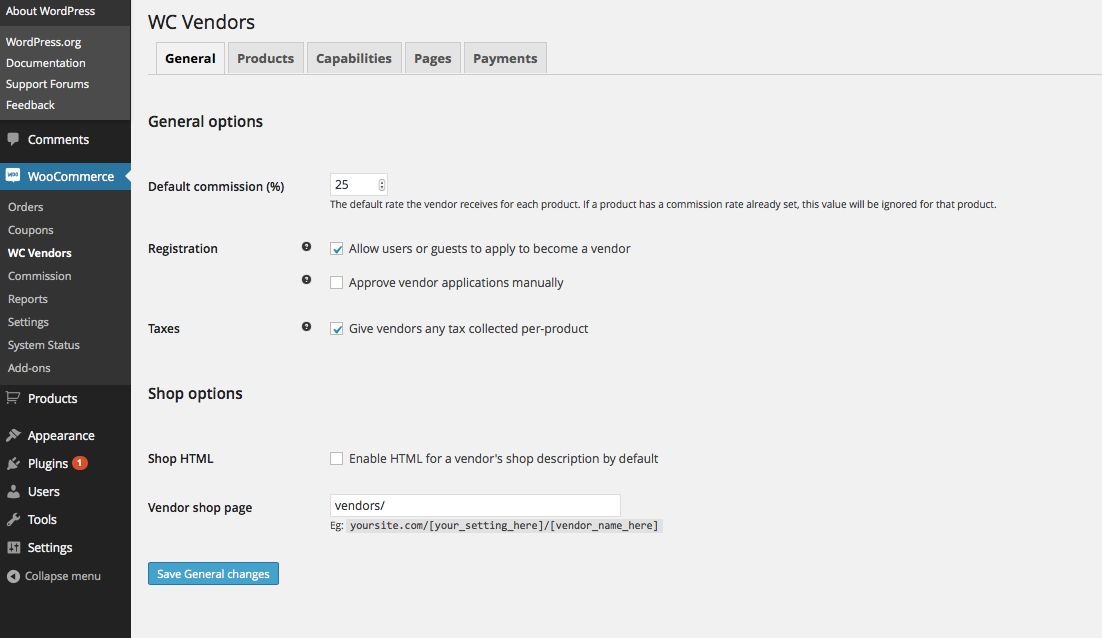 About WordPress
WordPress.org
Documentation
Support Forums
Feedback
Comments
WooCommerce
Orders
Coupons
WC Vendors
Commission
Reports
Settings
System Status
Add-ons
Products
Appearance
Plugins 1
Users
Tools
Settings
Collapse menu
WC Vendors
General Products Capabilities Pages Payments
General options
Default commission (%) 25
The default rate the vendor receives for each product. If a product has a commission rate already set, this value will be ignored for that product.
Registration ? Allow users or guests to apply to become a vendor
? Approve vendor applications manually
Taxes ? Give vendors any tax collected per-product
Shop options
Shop HTML Enable HTML for a vendor's shop description by default
Vendor shop page vendors/
Eg: yoursite.com/[your_setting_here]/[vendor_name_here]
Save General changes